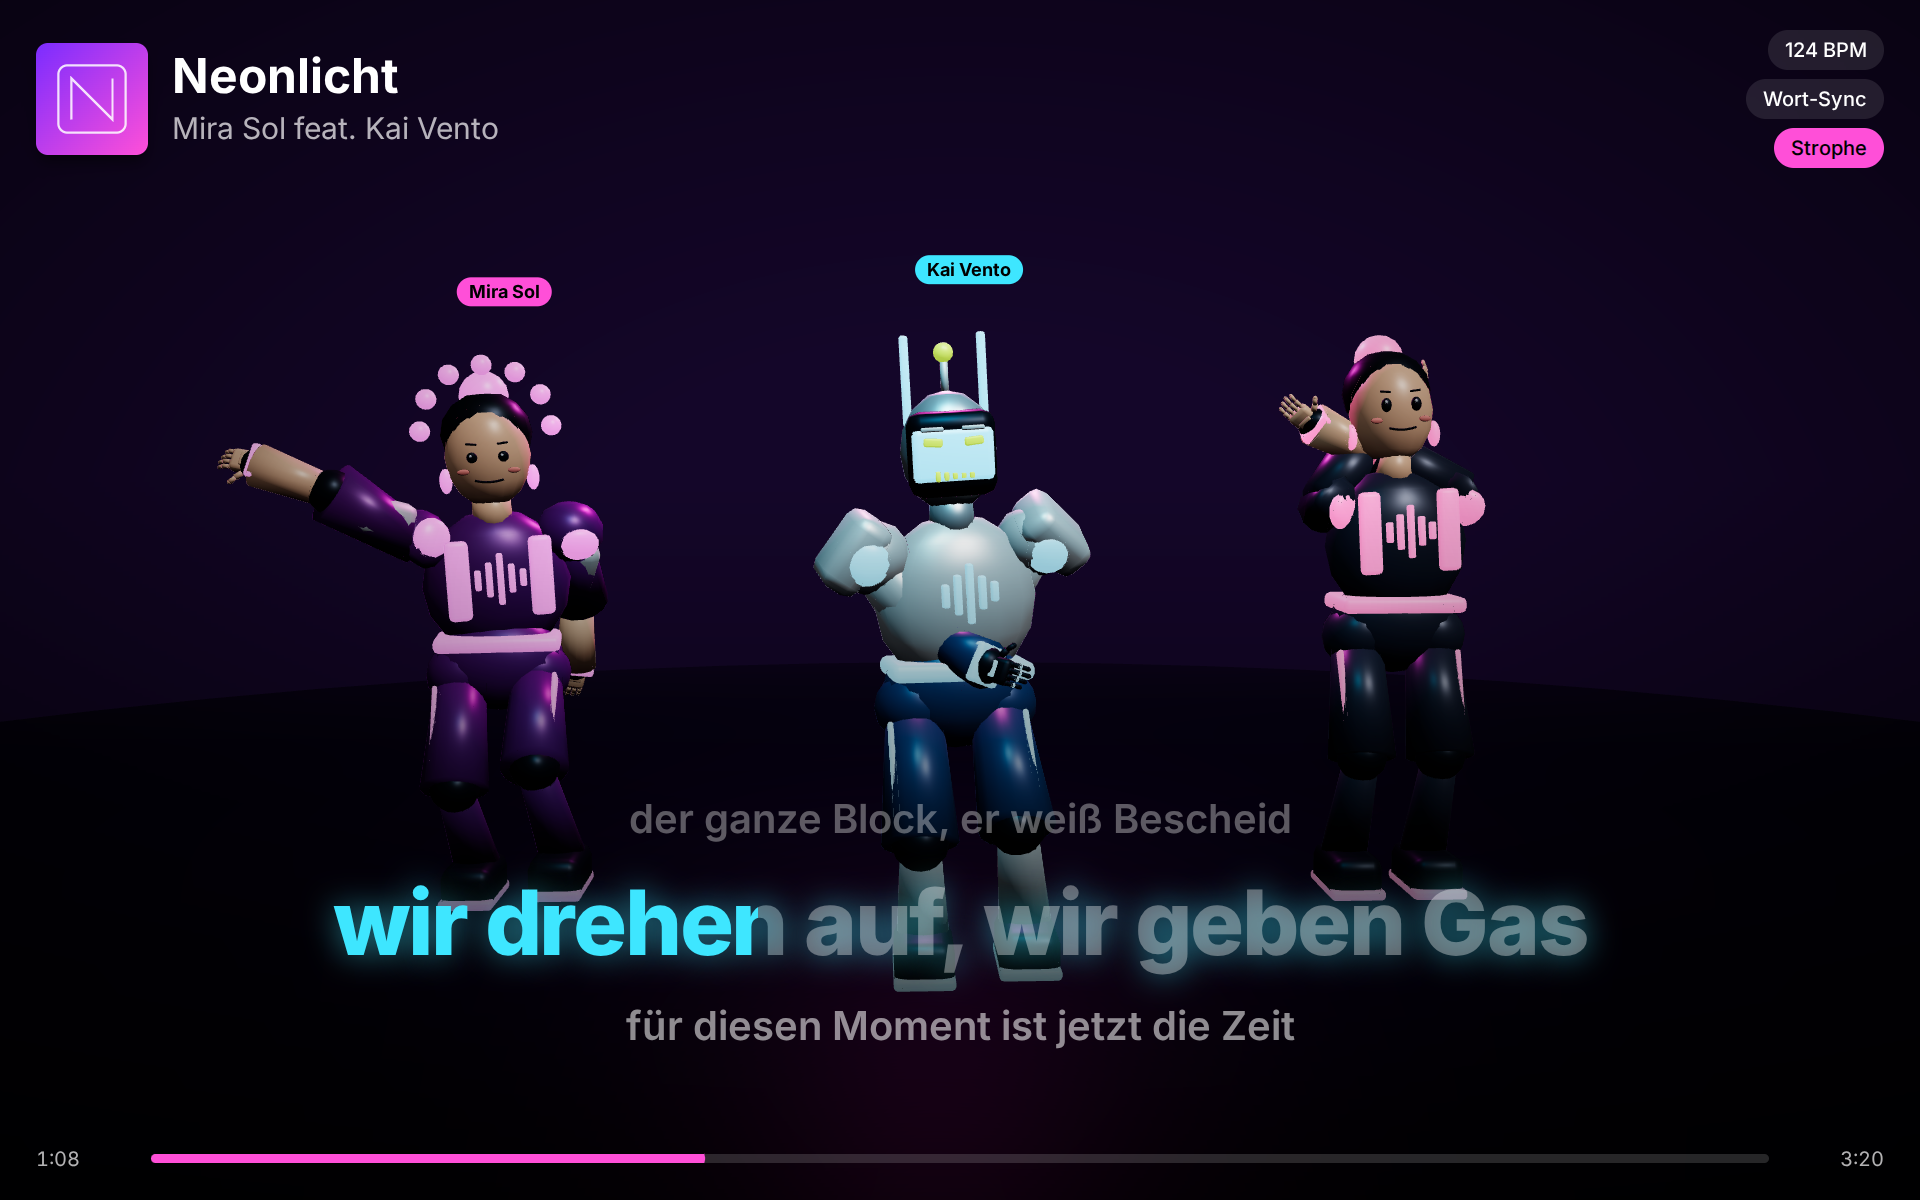 N
Neonlicht
Mira Sol feat. Kai Vento
124 BPM
Wort-Sync
Strophe
Kai Vento
Mira Sol
der ganze Block, er weiß Bescheid
wir drehen auf, wir geben Gas
für diesen Moment ist jetzt die Zeit
1:08
3:20